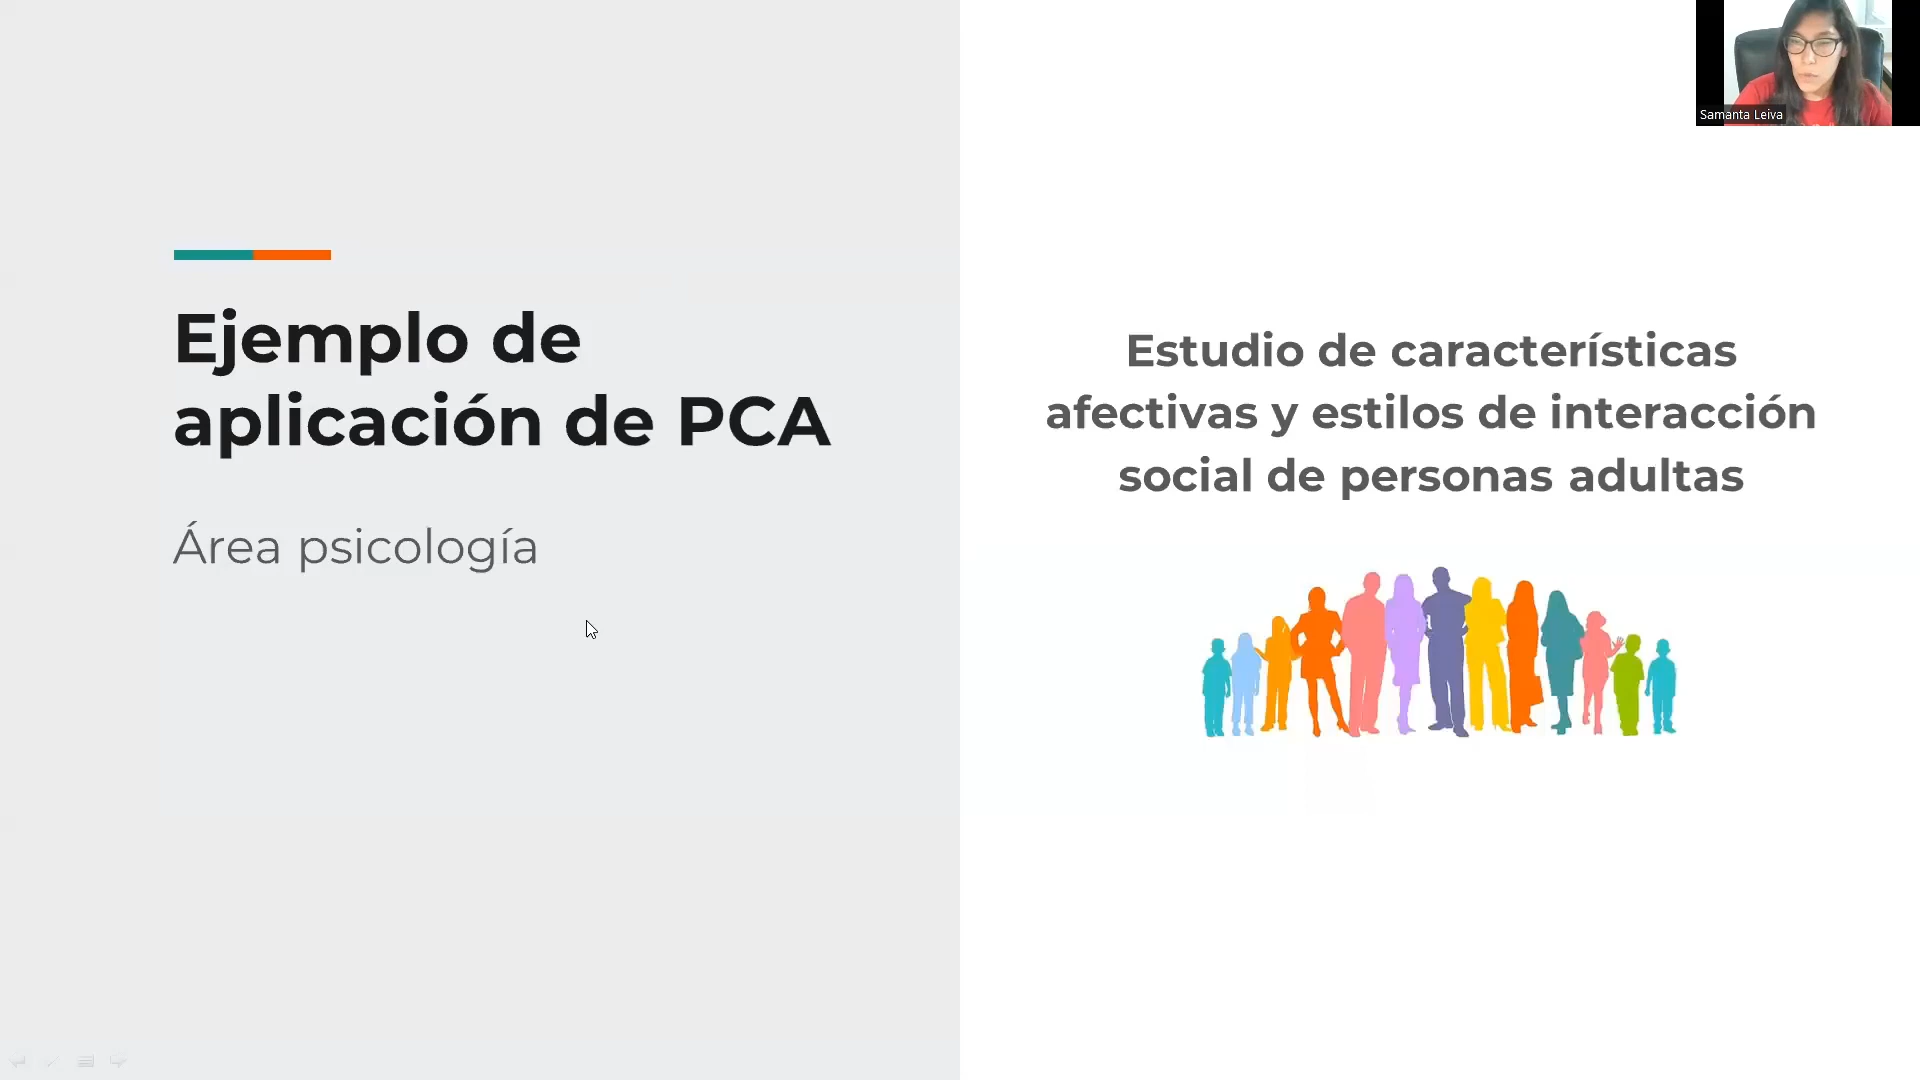 Ejemplo de
aplicación de PCA
Área psicología
Estudio de características
afectivas y estilos de interacción
social de personas adultas
Samanta Leiva